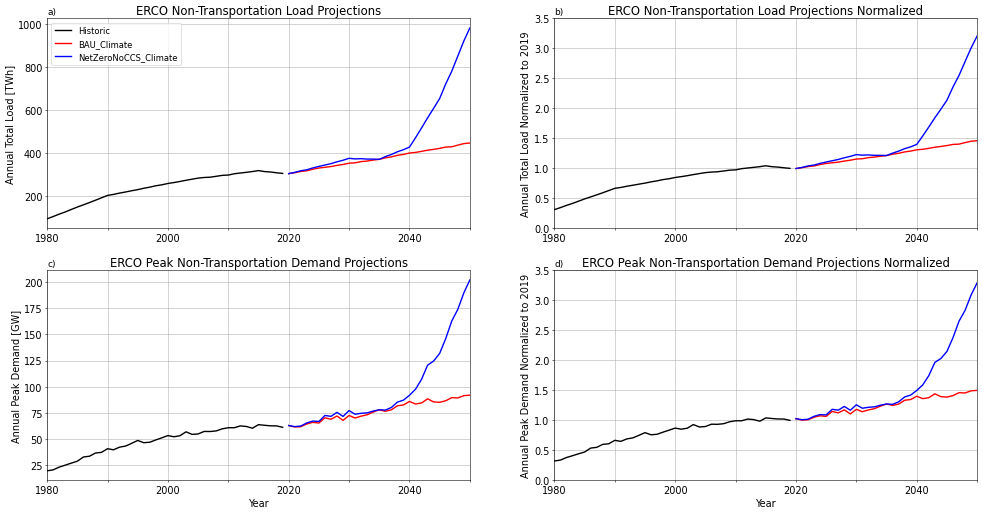 a)
ERCO Non-Transportation Load Projections
Historic
BAU_Climate
NetZeroNoCCS_Climate
Annual Total Load [TWh]
1000
800
600
400
200
1980
2000
2020
2040
b)
ERCO Non-Transportation Load Projections Normalized
Annual Total Load Normalized to 2019
3.5
3.0
2.5
2.0
1.5
1.0
0.5
0.0
1980
2000
2020
2040
c)
ERCO Peak Non-Transportation Demand Projections
Annual Peak Demand [GW]
200
175
150
125
100
75
50
25
1980
2000
2020
2040
Year
d)
ERCO Peak Non-Transportation Demand Projections Normalized
Annual Peak Demand Normalized to 2019
3.5
3.0
2.5
2.0
1.5
1.0
0.5
0.0
1980
2000
2020
2040
Year